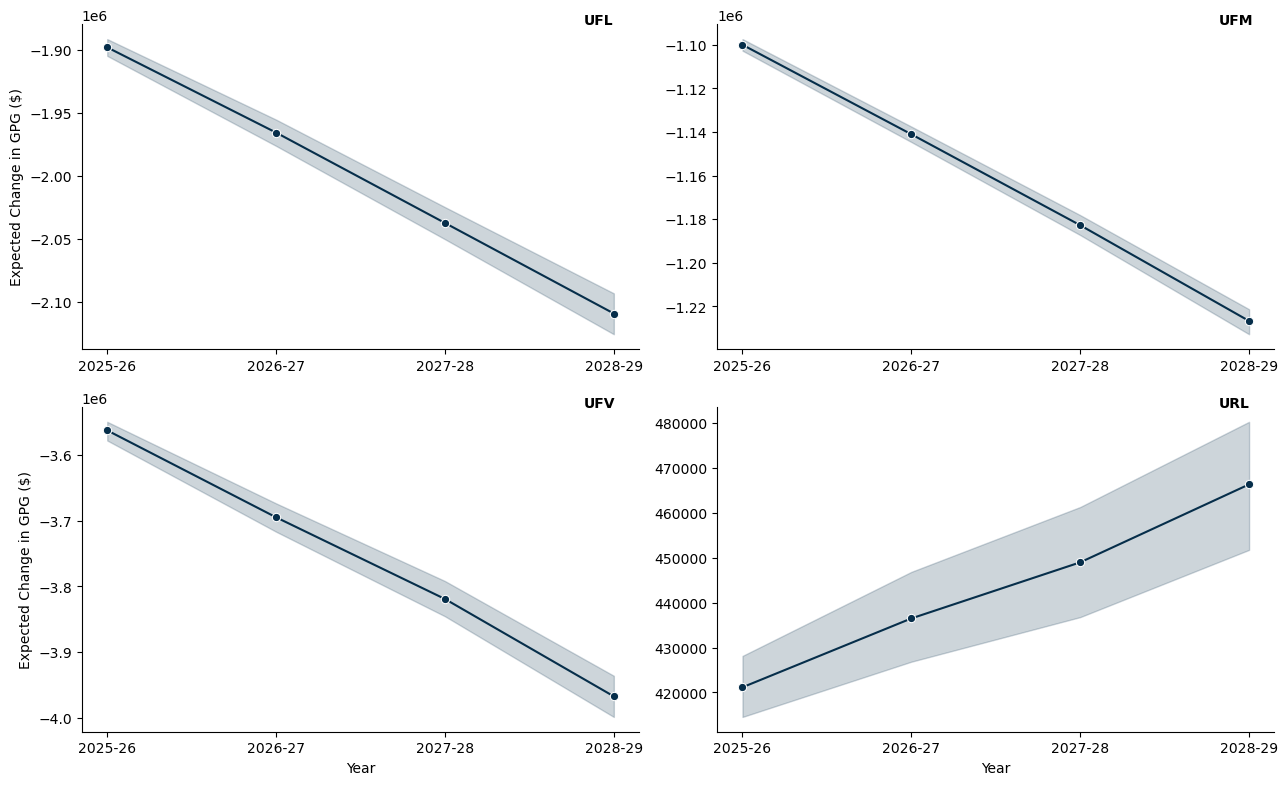 1e6
UFL
Expected Change in GPG ($)
−1.90
−1.95
−2.00
−2.05
−2.10
2025-26 2026-27 2027-28 2028-29
1e6
UFM
−1.10
−1.12
−1.14
−1.16
−1.18
−1.20
−1.22
2025-26 2026-27 2027-28 2028-29
1e6
UFV
Expected Change in GPG ($)
−3.6
−3.7
−3.8
−3.9
−4.0
2025-26 2026-27 2027-28 2028-29
Year
URL
480000
470000
460000
450000
440000
430000
420000
2025-26 2026-27 2027-28 2028-29
Year